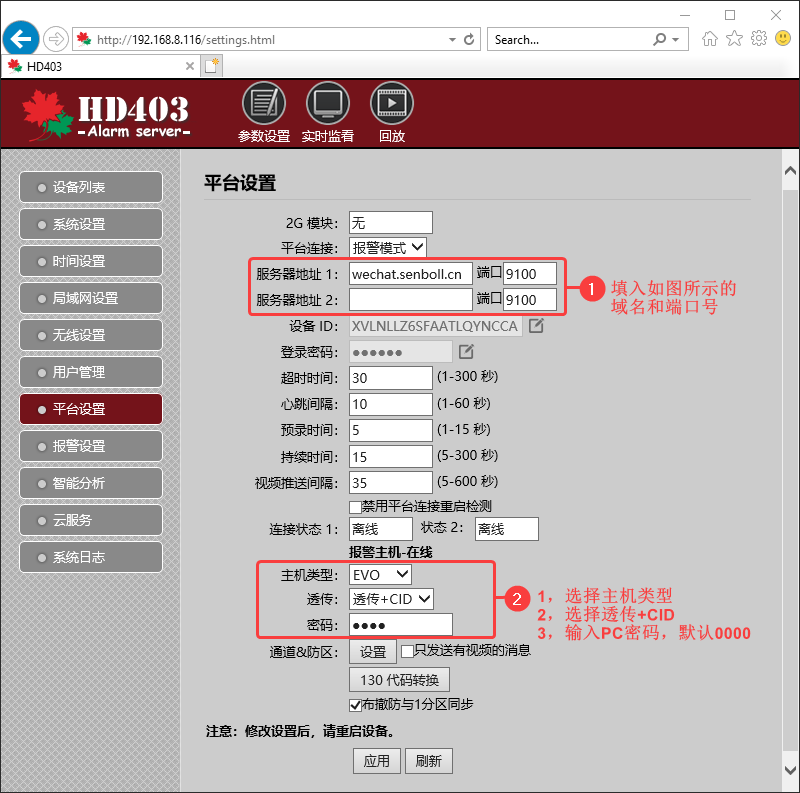 http://192.168.8.116/settings.html
Search...
HD403
HD403
-Alarm server-
参数设置 实时监看 回放
设备列表
系统设置
时间设置
局域网设置
无线设置
用户管理
平台设置
报警设置
智能分析
云服务
系统日志
平台设置
2G 模块: 无
平台连接: 报警模式
服务器地址 1: wechat.senboll.cn 端口 9100
服务器地址 2: 端口 9100
1 填入如图所示的
域名和端口号
设备 ID: XVLNLLZ6SFAATLQYNCCA
登录密码: ●●●●●●
超时时间: 30 (1-300 秒)
心跳间隔: 10 (1-60 秒)
预录时间: 5 (1-15 秒)
持续时间: 15 (5-300 秒)
视频推送间隔: 35 (5-600 秒)
禁用平台连接重启检测
连接状态 1: 离线 状态 2: 离线
报警主机-在线
主机类型: EVO
透传: 透传+CID
密码: ●●●●
2 1，选择主机类型
2，选择透传+CID
3，输入PC密码，默认0000
通道&防区: 设置 只发送有视频的消息
130 代码转换
布撤防与1分区同步
注意：修改设置后，请重启设备。
应用 刷新